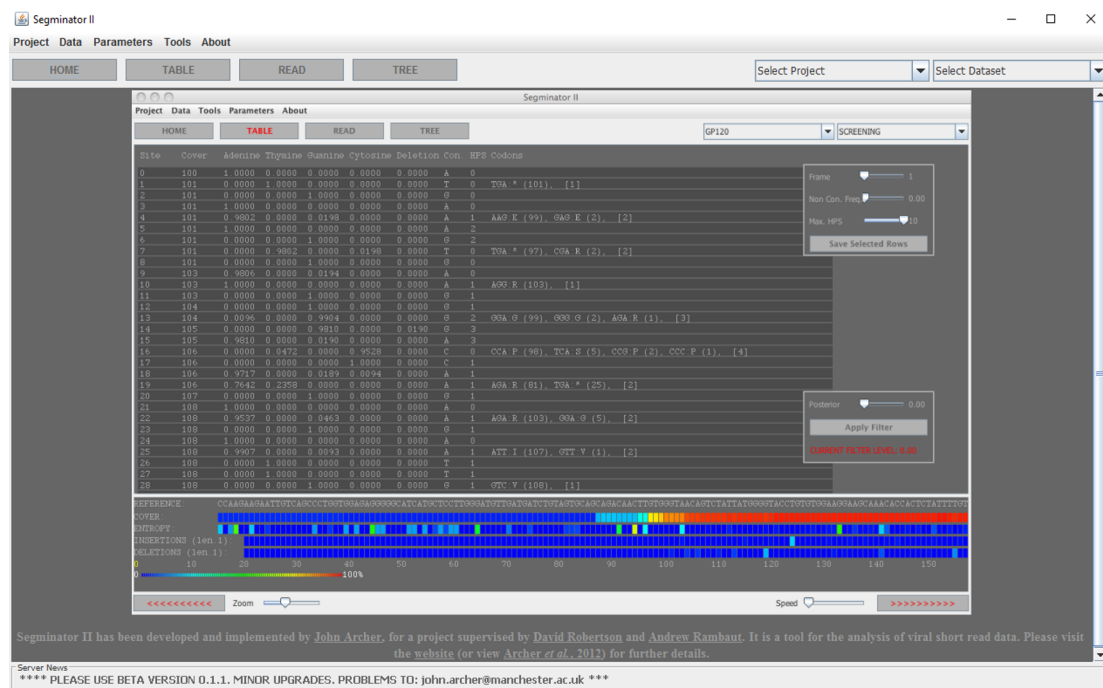 Segminator II
Project Data Parameters Tools About
HOME TABLE READ TREE Select Project Select Dataset
Segminator II
Project Data Tools Parameters About
HOME TABLE READ TREE GP120 SCREENING
Site Cover Adenine Thymine Guanine Cytosine Deletion Con. HPS Codons
0 100 1.0000 0.0000 0.0000 0.0000 0.0000 A 0
1 101 0.0000 1.0000 0.0000 0.0000 0.0000 T 0 TGA:* (101), [1]
2 101 0.0000 0.0000 1.0000 0.0000 0.0000 G 0
3 101 1.0000 0.0000 0.0000 0.0000 0.0000 A 0
4 101 0.9802 0.0000 0.0198 0.0000 0.0000 A 1 AAG:K (99), GAG:E (2), [2]
5 101 1.0000 0.0000 0.0000 0.0000 0.0000 A 2
6 101 0.0000 0.0000 1.0000 0.0000 0.0000 G 2
7 101 0.0000 0.9802 0.0000 0.0198 0.0000 T 0 TGA:* (97), CGA:R (2), [2]
8 101 0.0000 0.0000 1.0000 0.0000 0.0000 G 0
9 103 0.9806 0.0000 0.0194 0.0000 0.0000 A 0
10 103 1.0000 0.0000 0.0000 0.0000 0.0000 A 1 AGG:R (103), [1]
11 103 0.0000 0.0000 1.0000 0.0000 0.0000 G 1
12 104 0.0000 0.0000 1.0000 0.0000 0.0000 G 1
13 104 0.0096 0.0000 0.9904 0.0000 0.0000 G 2 GGA:G (99), GGG:G (2), AGA:R (1), [3]
14 105 0.0000 0.0000 0.9810 0.0000 0.0190 G 3
15 105 0.9810 0.0000 0.0190 0.0000 0.0000 A 3
16 106 0.0000 0.0472 0.0000 0.9528 0.0000 C 0 CCA:P (98), TCA:S (5), CCG:P (2), CCC:P (1), [4]
17 106 0.0000 0.0000 0.0000 1.0000 0.0000 C 1
18 106 0.9717 0.0000 0.0189 0.0094 0.0000 A 1
19 106 0.7642 0.2358 0.0000 0.0000 0.0000 A 1 AGA:R (81), TGA:* (25), [2]
20 107 0.0000 0.0000 1.0000 0.0000 0.0000 G 1
21 108 1.0000 0.0000 0.0000 0.0000 0.0000 A 0
22 108 0.9537 0.0000 0.0463 0.0000 0.0000 A 1 AGA:R (103), GGA:G (5), [2]
23 108 0.0000 0.0000 1.0000 0.0000 0.0000 G 1
24 108 1.0000 0.0000 0.0000 0.0000 0.0000 A 0
25 108 0.9907 0.0000 0.0093 0.0000 0.0000 A 1 ATT:I (107), GTT:V (1), [2]
26 108 0.0000 1.0000 0.0000 0.0000 0.0000 T 1
27 108 0.0000 1.0000 0.0000 0.0000 0.0000 T 1
28 108 0.0000 0.0000 1.0000 0.0000 0.0000 G 1 GTC:V (108), [1]
Frame 1
Non Con. Freq. 0.00
Max. HPS 10
Save Selected Rows
Posterior 0.00
Apply Filter
CURRENT FILTER LEVEL: 0.00
REFERENCE
COVER
ENTROPY
INSERTIONS (len 1)
DELETIONS (len 1)
0 10 20 30 40 50 60 70 80 90 100 110 120 130 140 150
0 100%
<<<<<<<<<< Zoom Speed >>>>>>>>>>
Segminator II has been developed and implemented by John Archer, for a project supervised by David Robertson and Andrew Rambaut. It is a tool for the analysis of viral short read data. Please visit
the website (or view Archer et al., 2012) for further details.
Server News
**** PLEASE USE BETA VERSION 0.1.1. MINOR UPGRADES. PROBLEMS TO: john.archer@manchester.ac.uk ***